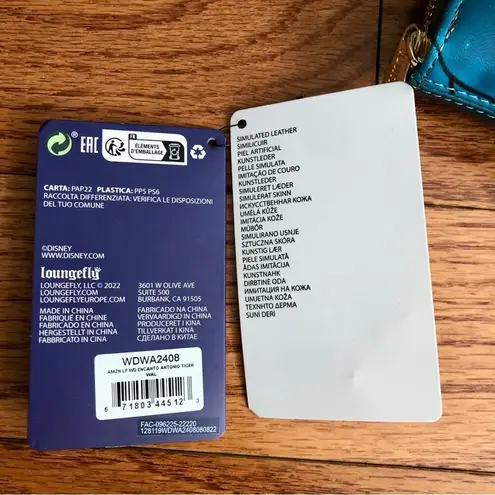 EAC
FR
ÉLÉMENTS
D'EMBALLAGE
CARTA: PAP22 PLASTICA: PP5 PS6
RACCOLTA DIFFERENZIATA: VERIFICA LE DISPOSIZIONI
DEL TUO COMUNE
©DISNEY
WWW.DISNEY.COM
Loungefly
LOUNGEFLY, LLC © 2022
LOUNGEFLYEUROPE.COM
3601 W OLIVE AVE
SUITE 500
BURBANK, CA 91505
MADE IN CHINA
FABRIQUÉ EN CHINE
FABRICADO EN CHINA
HERGESTELLT IN CHINA
FABBRICATO IN CINA
FABRICADO NA CHINA
VERVAARDIGD IN CHINA
PRODUCERET I KINA
TILLVERKAT I KINA
СДЕЛАНО В КИТАЕ
WDWA2408
AMZN LF WD ENCANTO ANTONIO TIGER
WAL
6 71803 44512 3
FAC-096225-22220
128119WDWA2408080822
SIMULATED LEATHER
SIMILICUIR
PIEL ARTIFICIAL
KUNSTLEDER
PELLE SIMULATA
IMITAÇÃO DE COURO
KUNSTLEDER
SIMULERET LÆDER
SIMULERAT SKINN
ИСКУССТВЕННАЯ КОЖА
UMĚLÁ KŮŽE
IMITÁCIA KOŽE
MŰBŐR
SIMULIRANO USNJE
SZTUCZNA SKÓRA
KUNSTIG LÆR
PIELE SIMULATĂ
ĀDAS IMITĀCIJA
KUNSTNAHK
DIRBTINĖ ODA
ИМИТАЦИЯ НА КОЖА
UMJETNA KOŽA
ΤΕΧΝΗΤΟ ΔΕΡΜΑ
SUNİ DERİ